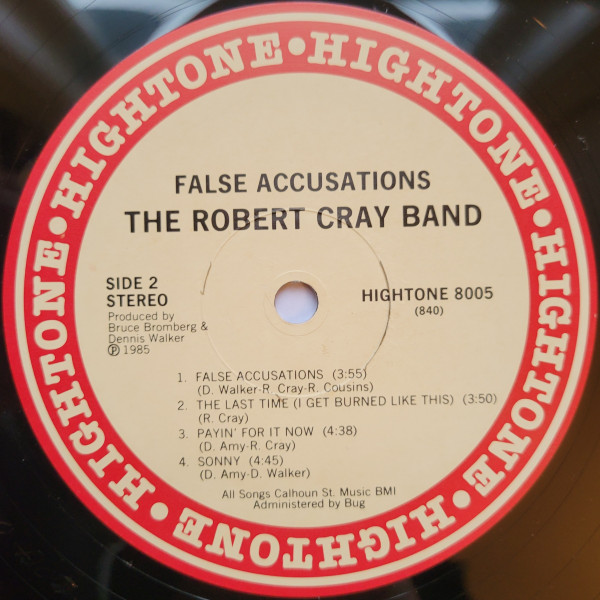 HIGHTONE • HIGHTONE • HIGHTONE • HIGHTONE • HIGHTONE • HIGHTONE •
FALSE ACCUSATIONS
THE ROBERT CRAY BAND
SIDE 2
STEREO
Produced by
Bruce Bromberg &
Dennis Walker
℗ 1985
HIGHTONE 8005
(840)
1. FALSE ACCUSATIONS (3:55)
(D. Walker-R. Cray-R. Cousins)
2. THE LAST TIME (I GET BURNED LIKE THIS) (3:50)
(R. Cray)
3. PAYIN' FOR IT NOW (4:38)
(D. Amy-R. Cray)
4. SONNY (4:45)
(D. Amy-D. Walker)
All Songs Calhoun St. Music BMI
Administered by Bug